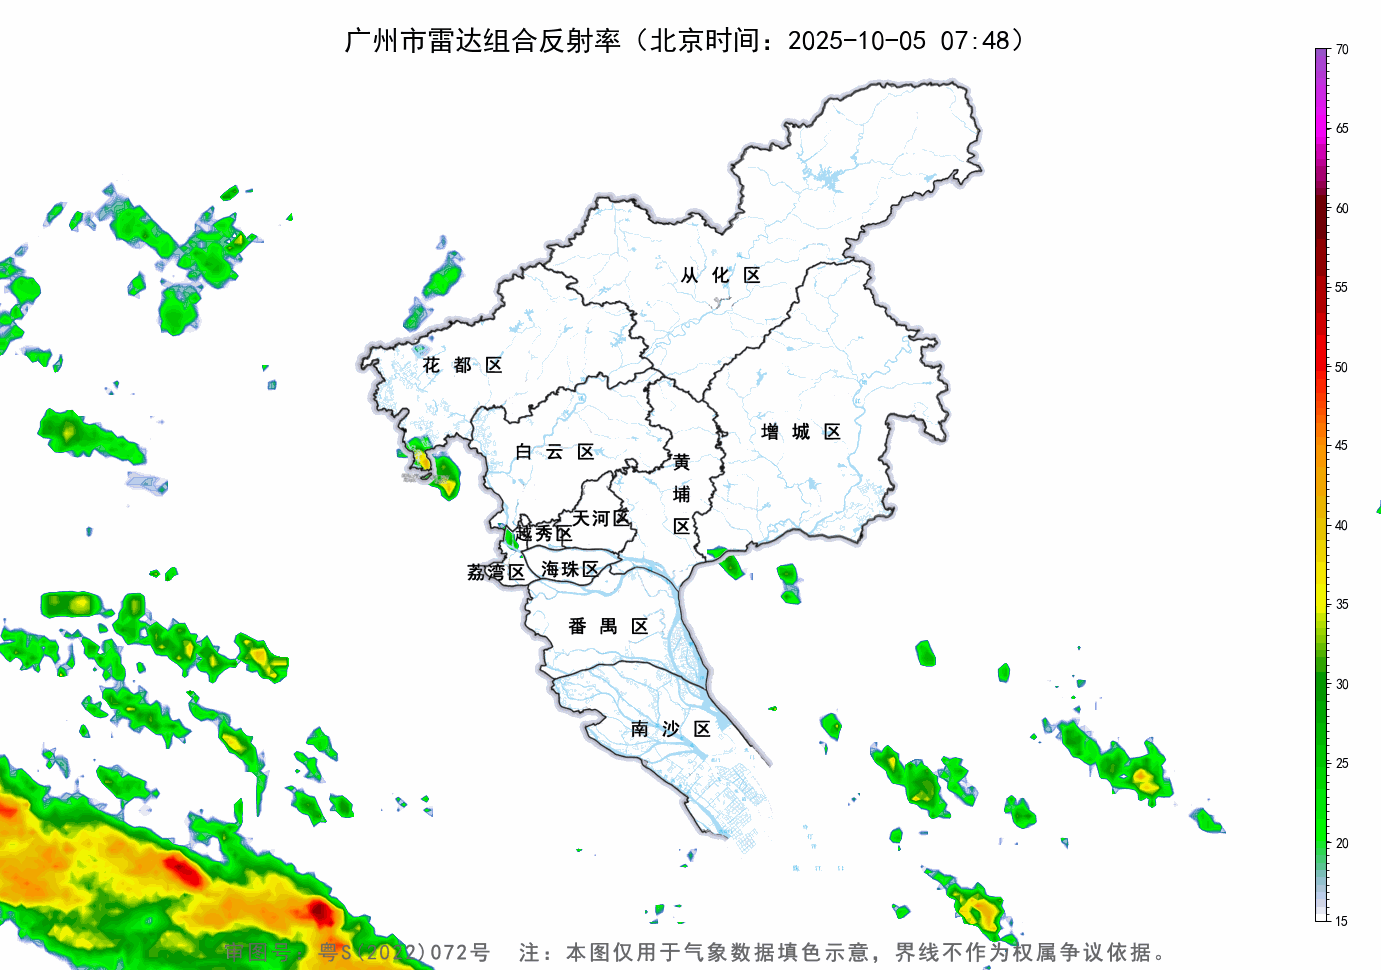 广州市雷达组合反射率（北京时间：2025-10-05 07:48）
70
65
60
55
50
45
40
35
30
25
20
15
从化区
花都区
增城区
白云区
黄埔区
天河区
越秀区
海珠区
荔湾区
番禺区
南沙区
审图号：粤S(2022)072号 注：本图仅用于气象数据填色示意，界线不作为权属争议依据。